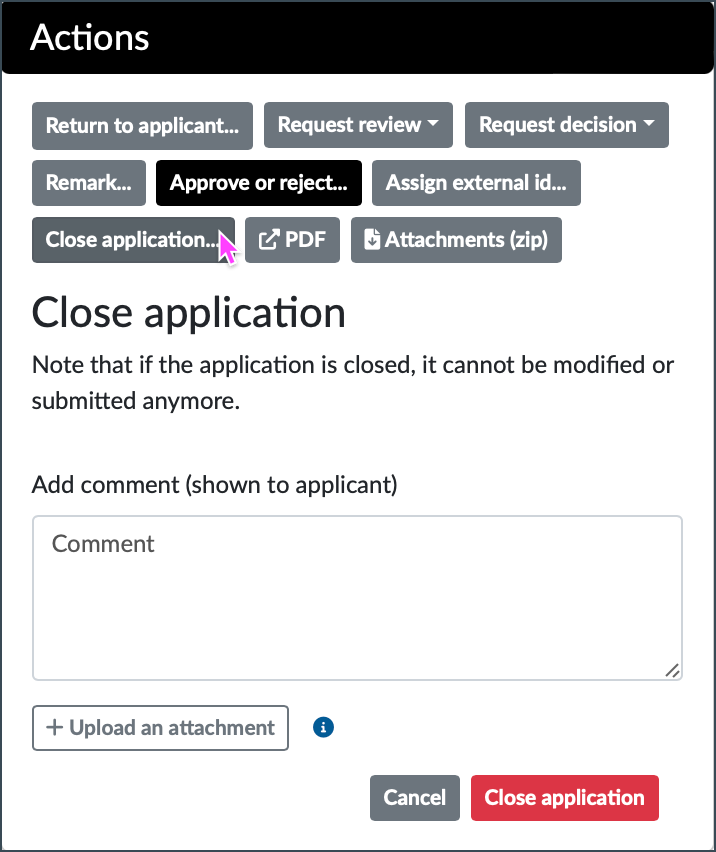 Actions
Return to applicant... Request review Request decision
Remark... Approve or reject... Assign external id...
Close application... PDF Attachments (zip)
Close application
Note that if the application is closed, it cannot be modified or
submitted anymore.
Add comment (shown to applicant)
Comment
+ Upload an attachment i
Cancel Close application